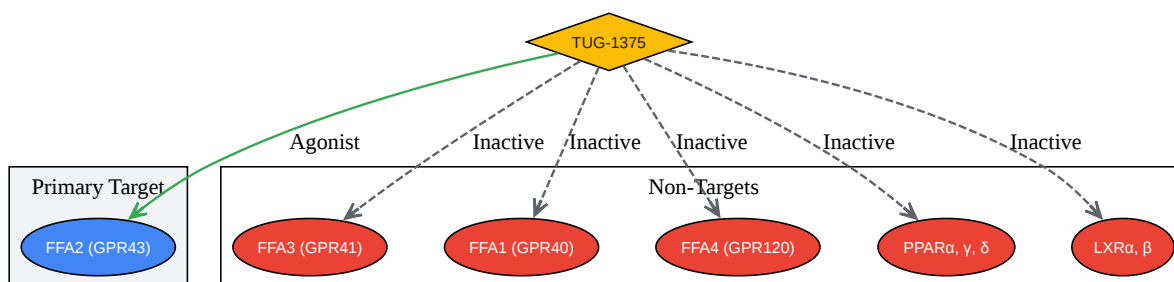 TUG-1375
Agonist
Inactive
Inactive
Inactive
Inactive
Inactive
Primary Target
Non-Targets
FFA2 (GPR43)
FFA3 (GPR41)
FFA1 (GPR40)
FFA4 (GPR120)
PPARα, γ, δ
LXRα, β